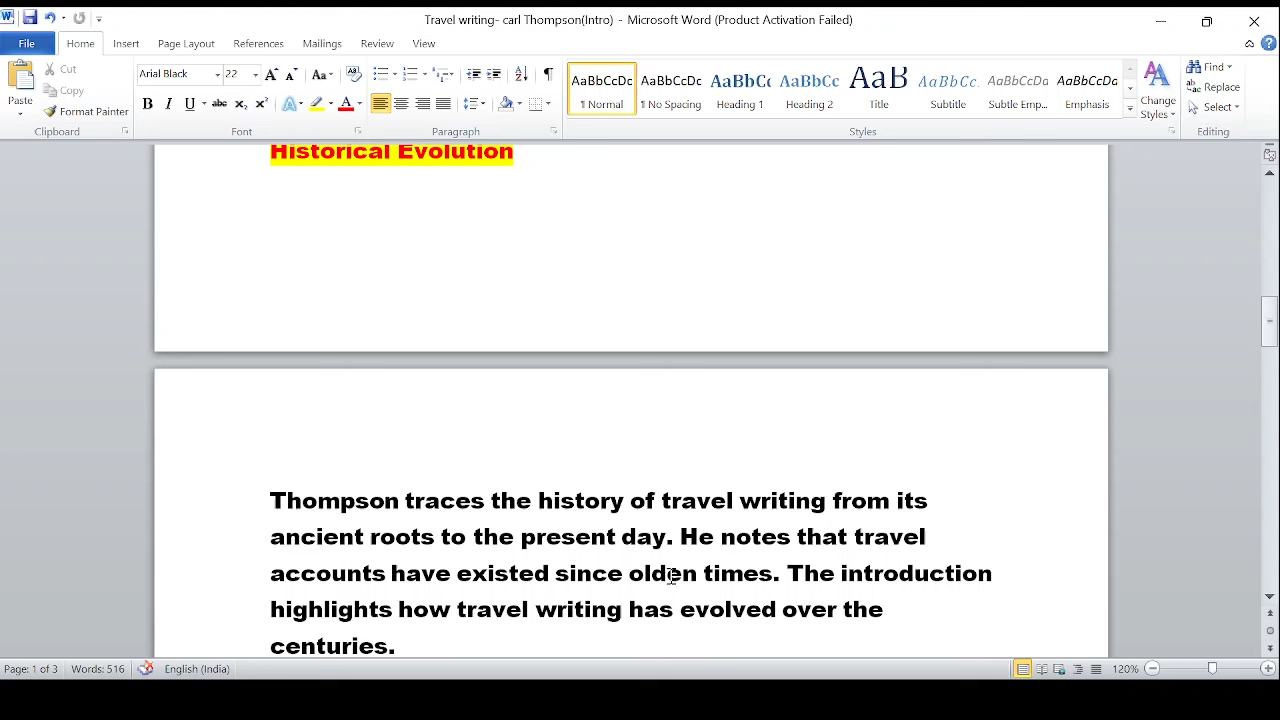 Travel writing- carl Thompson(Intro) - Microsoft Word (Product Activation Failed)
File Home Insert Page Layout References Mailings Review View
Paste Cut Copy Format Painter
Arial Black 22
AaBbCcDc AaBbCcDc AaBbCc AaBbCc AaB AaBbCc. AaBbCcDc AaBbCcDc
¶ Normal ¶ No Spacing Heading 1 Heading 2 Title Subtitle Subtle Em... Emphasis
Change Styles
Find Replace Select
Clipboard Font Paragraph Styles Editing
Historical Evolution
Thompson traces the history of travel writing from its
ancient roots to the present day. He notes that travel
accounts have existed since olden times. The introduction
highlights how travel writing has evolved over the
centuries.
Page: 1 of 3 Words: 516 English (India) 120%